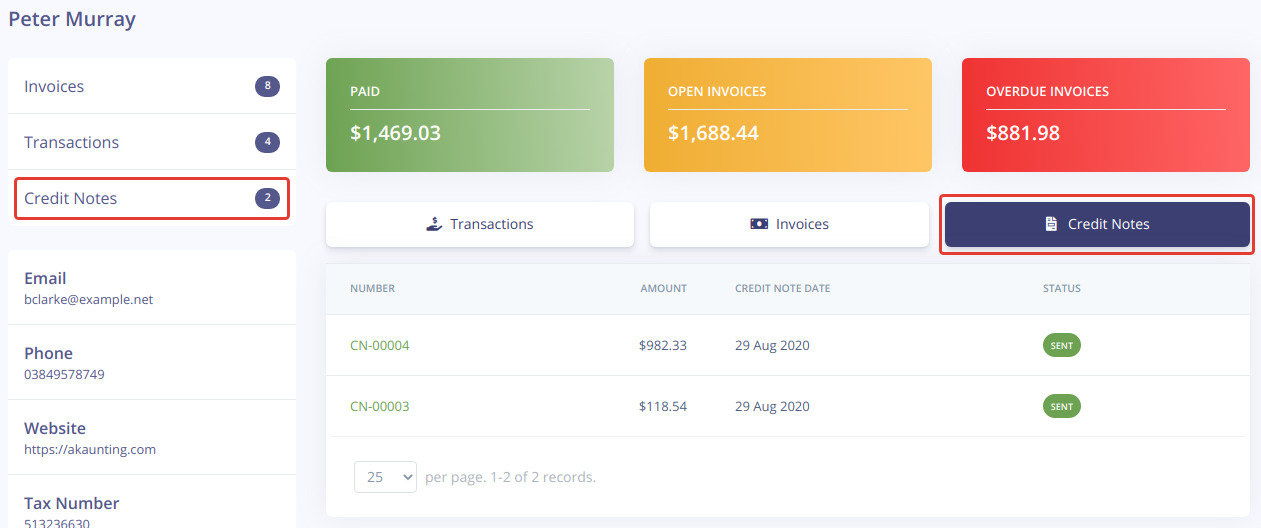 Peter Murray
Invoices 8
Transactions 4
Credit Notes 2
Email
bclarke@example.net
Phone
03849578749
Website
https://akaunting.com
Tax Number
513236630
PAID
$1,469.03
OPEN INVOICES
$1,688.44
OVERDUE INVOICES
$881.98
Transactions Invoices Credit Notes
NUMBER AMOUNT CREDIT NOTE DATE STATUS
CN-00004 $982.33 29 Aug 2020 SENT
CN-00003 $118.54 29 Aug 2020 SENT
25 per page. 1-2 of 2 records.